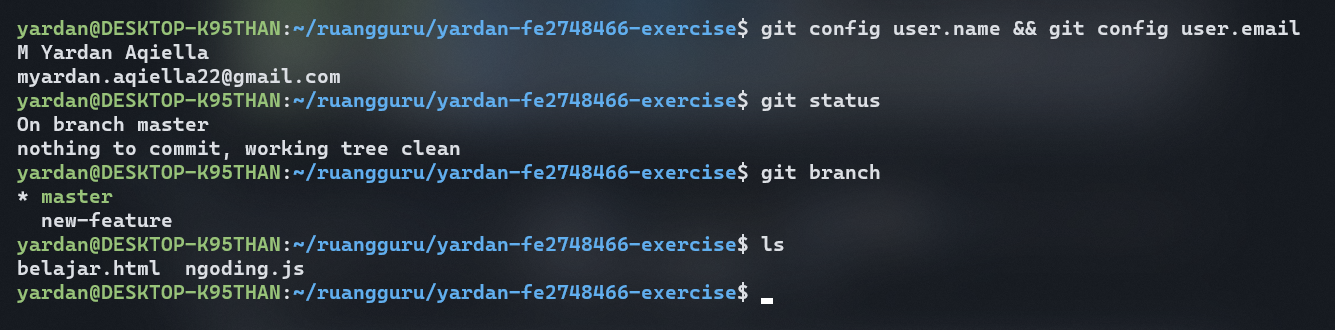 yardan@DESKTOP-K95THAN:~/ruangguru/yardan-fe2748466-exercise$ git config user.name && git config user.email
M Yardan Aqiella
myardan.aqiella22@gmail.com
yardan@DESKTOP-K95THAN:~/ruangguru/yardan-fe2748466-exercise$ git status
On branch master
nothing to commit, working tree clean
yardan@DESKTOP-K95THAN:~/ruangguru/yardan-fe2748466-exercise$ git branch
* master
  new-feature
yardan@DESKTOP-K95THAN:~/ruangguru/yardan-fe2748466-exercise$ ls
belajar.html  ngoding.js
yardan@DESKTOP-K95THAN:~/ruangguru/yardan-fe2748466-exercise$